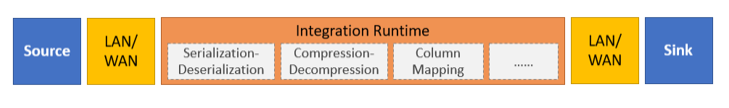 Source
LAN/
WAN
Integration Runtime
Serialization-
Deserialization
Compression-
Decompression
Column
Mapping
......
LAN/
WAN
Sink